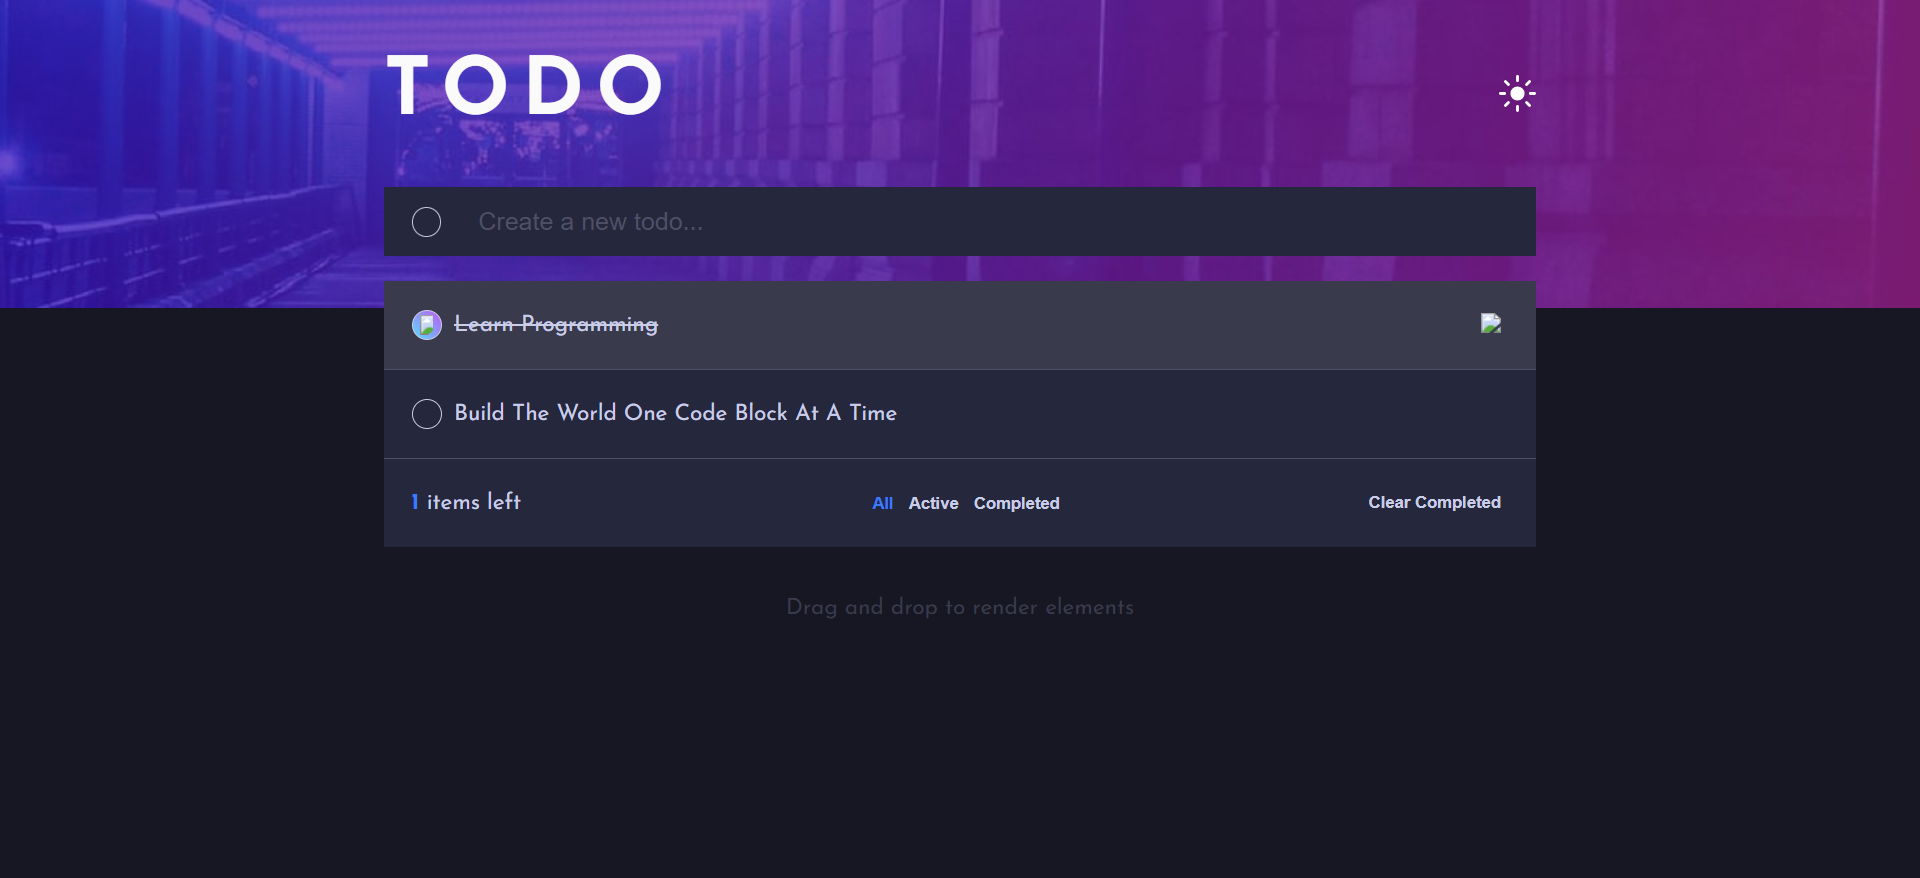 TODO
Create a new todo...
Learn Programming
Build The World One Code Block At A Time
1 items left
All Active Completed
Clear Completed
Drag and drop to render elements